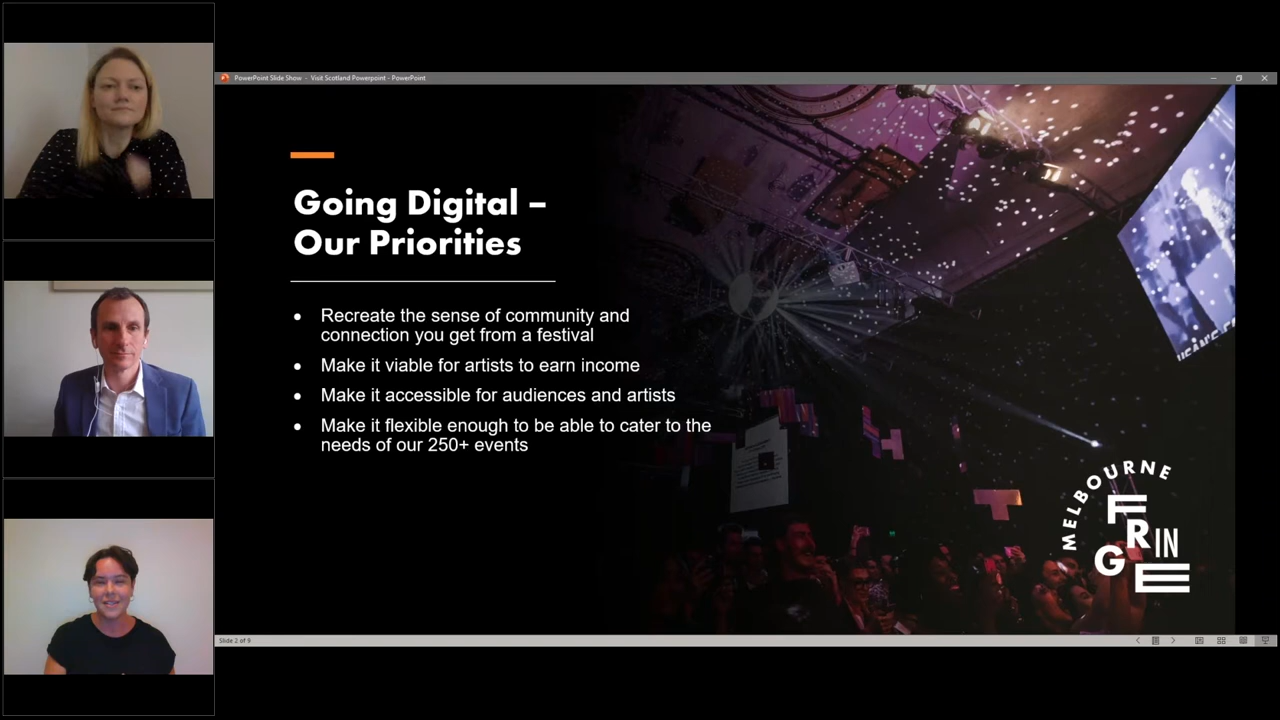 PowerPoint Slide Show - Visit Scotland Powerpoint - PowerPoint
Going Digital –
Our Priorities
• Recreate the sense of community and
connection you get from a festival
• Make it viable for artists to earn income
• Make it accessible for audiences and artists
• Make it flexible enough to be able to cater to the
needs of our 250+ events
MELBOURNE
FRINGE
Slide 2 of 9